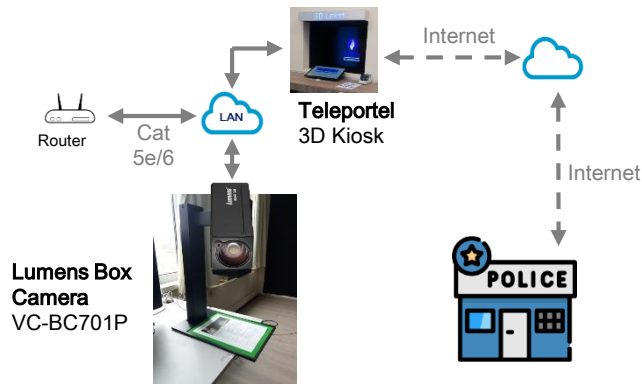 Internet
Teleportel
3D Kiosk
LAN
Router
Cat
5e/6
Internet
Lumens
Lumens Box
Camera
VC-BC701P
POLICE